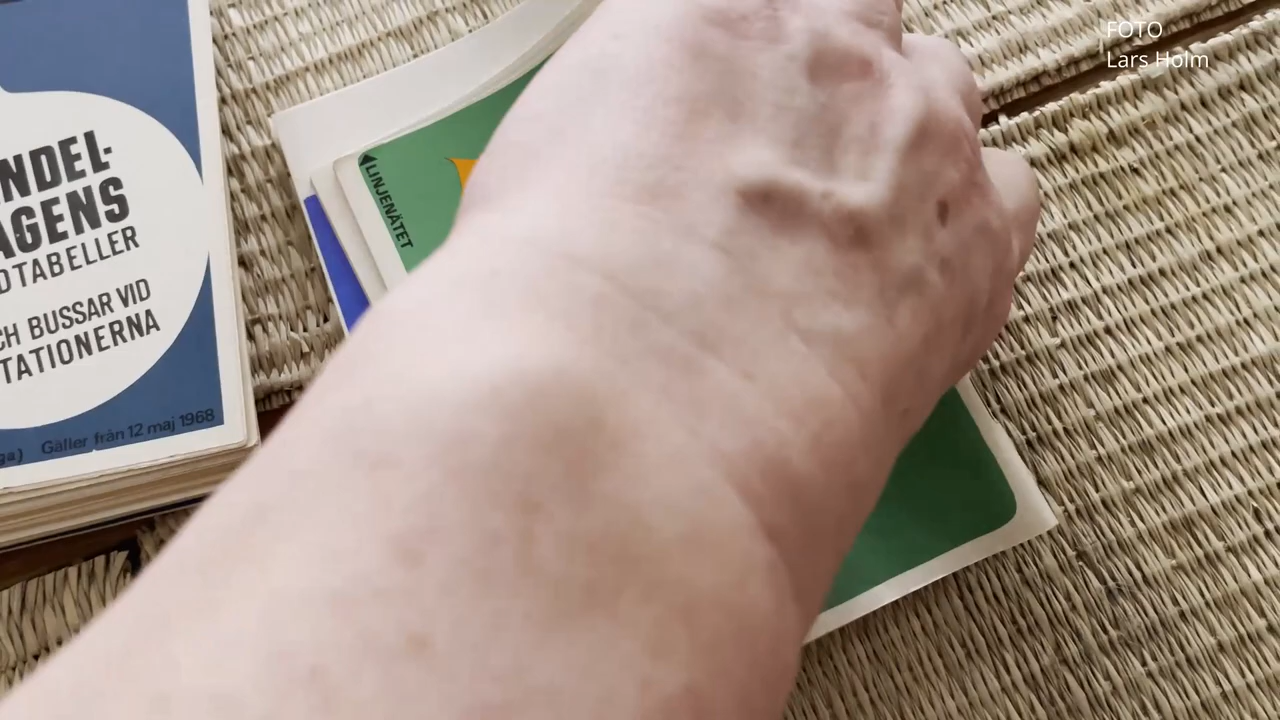 FOTO
Lars Holm
NDEL-
AGENS
DTABELLER
CH BUSSAR VID
TATIONERNA
ga) Gäller från 12 maj 1968
LINJENÄTET